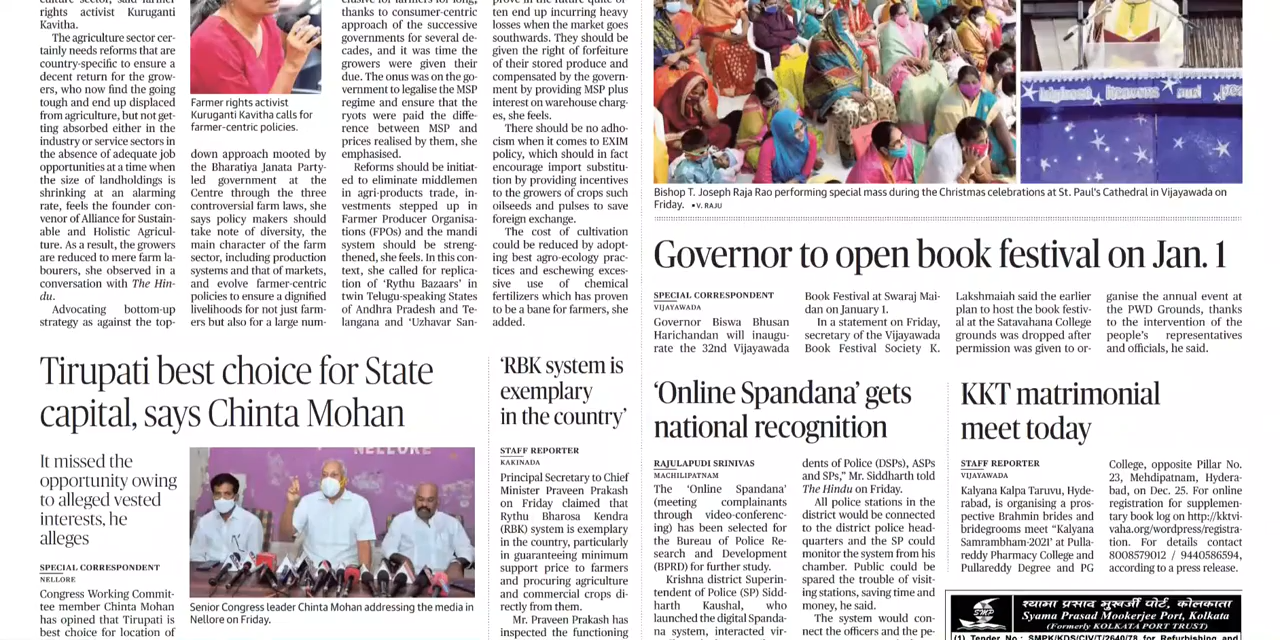 culture sector, said farmer
rights activist Kuruganti
Kavitha.
The agriculture sector cer-
tainly needs reforms that are
country-specific to ensure a
decent return for the grow-
ers, who now find the going
tough and end up displaced
from agriculture, but not get-
ting absorbed either in the
industry or service sectors in
the absence of adequate job
opportunities at a time when
the size of landholdings is
shrinking at an alarming
rate, feels the founder con-
venor of Alliance for Sustain-
able and Holistic Agricul-
ture. As a result, the growers
are reduced to mere farm la-
bourers, she observed in a
conversation with The Hin-
du.
Advocating bottom-up
strategy as against the top-
Farmer rights activist
Kuruganti Kavitha calls for
farmer-centric policies.
down approach mooted by
the Bharatiya Janata Party-
led government at the
Centre through the three
controversial farm laws, she
says policy makers should
take note of diversity, the
main character of the farm
sector, including production
systems and that of markets,
and evolve farmer-centric
policies to ensure a dignified
livelihoods for not just farm-
ers but also for a large num-
clusive for farmers for long,
thanks to consumer-centric
approach of the successive
governments for several de-
cades, and it was time the
growers were given their
due. The onus was on the go-
vernment to legalise the MSP
regime and ensure that the
ryots were paid the diffe-
rence between MSP and
prices realised by them, she
emphasised.
Reforms should be initiat-
ed to eliminate middlemen
in agri-products trade, in-
vestments stepped up in
Farmer Producer Organisa-
tions (FPOs) and the mandi
system should be streng-
thened, she feels. In this con-
text, she called for replica-
tion of 'Rythu Bazaars' in
twin Telugu-speaking States
of Andhra Pradesh and Te-
langana and 'Uzhavar San-
prove in the future quite of-
ten end up incurring heavy
losses when the market goes
southwards. They should be
given the right of forfeiture
of their stored produce and
compensated by the govern-
ment by providing MSP plus
interest on warehouse charg-
es, she feels.
There should be no adho-
cism when it comes to EXIM
policy, which should in fact
encourage import substitu-
tion by providing incentives
to the growers of crops such
oilseeds and pulses to save
foreign exchange.
The cost of cultivation
could be reduced by adopt-
ing best agro-ecology prac-
tices and eschewing exces-
sive use of chemical
fertilizers which has proven
to be a bane for farmers, she
added.
highest heavens and pea
Bishop T. Joseph Raja Rao performing special mass during the Christmas celebrations at St. Paul's Cathedral in Vijayawada on
Friday. • V. RAJU
Governor to open book festival on Jan. 1
SPECIAL CORRESPONDENT
VIJAYAWADA
Governor Biswa Bhusan
Harichandan will inaugu-
rate the 32nd Vijayawada
Book Festival at Swaraj Mai-
dan on January 1.
In a statement on Friday,
secretary of the Vijayawada
Book Festival Society K.
Lakshmaiah said the earlier
plan to host the book festiv-
al at the Satavahana College
grounds was dropped after
permission was given to or-
ganise the annual event at
the PWD Grounds, thanks
to the intervention of the
people's representatives
and officials, he said.
Tirupati best choice for State
capital, says Chinta Mohan
It missed the
opportunity owing
to alleged vested
interests, he
alleges
SPECIAL CORRESPONDENT
NELLORE
Congress Working Commit-
tee member Chinta Mohan
has opined that Tirupati is
best choice for location of
NELLORE
Senior Congress leader Chinta Mohan addressing the media in
Nellore on Friday.
'RBK system is
exemplary
in the country'
STAFF REPORTER
KAKINADA
Principal Secretary to Chief
Minister Praveen Prakash
on Friday claimed that
Rythu Bharosa Kendra
(RBK) system is exemplary
in the country, particularly
in guaranteeing minimum
support price to farmers
and procuring agriculture
and commercial crops di-
rectly from them.
Mr. Praveen Prakash has
inspected the functioning
'Online Spandana' gets
national recognition
RAJULAPUDI SRINIVAS
MACHILIPATNAM
The 'Online Spandana'
(meeting complainants
through video-conferenc-
ing) has been selected for
the Bureau of Police Re-
search and Development
(BPRD) for further study.
Krishna district Superin-
tendent of Police (SP) Sidd-
harth Kaushal, who
launched the digital Spanda-
na system, interacted vir-
dents of Police (DSPs), ASPs
and SPs," Mr. Siddharth told
The Hindu on Friday.
All police stations in the
district would be connected
to the district police head-
quarters and the SP could
monitor the system from his
chamber. Public could be
spared the trouble of visit-
ing stations, saving time and
money, he said.
The system would con-
nect the officers and the pe-
KKT matrimonial
meet today
STAFF REPORTER
VIJAYAWADA
Kalyana Kalpa Taruvu, Hyde-
rabad, is organising a pros-
pective Brahmin brides and
bridegrooms meet "Kalyana
Samrambham-2021' at Pulla-
reddy Pharmacy College and
Pullareddy Degree and PG
College, opposite Pillar No.
23, Mehdipatnam, Hydera-
bad, on Dec. 25. For online
registration for supplemen-
tary book log on http://kktvi-
vaha.org/wordpress/registra-
tion. For details contact
8008579012 / 9440586594,
according to a press release.
SMP
श्यामा प्रसाद मुखर्जी पोर्ट, कोलकाता
Syama Prasad Mookerjee Port, Kolkata
(Formerly KOLKATA PORT TRUST)
(1) Tender No : SMPK/KDS/CIV/T/2640/18 for Refurbishing and